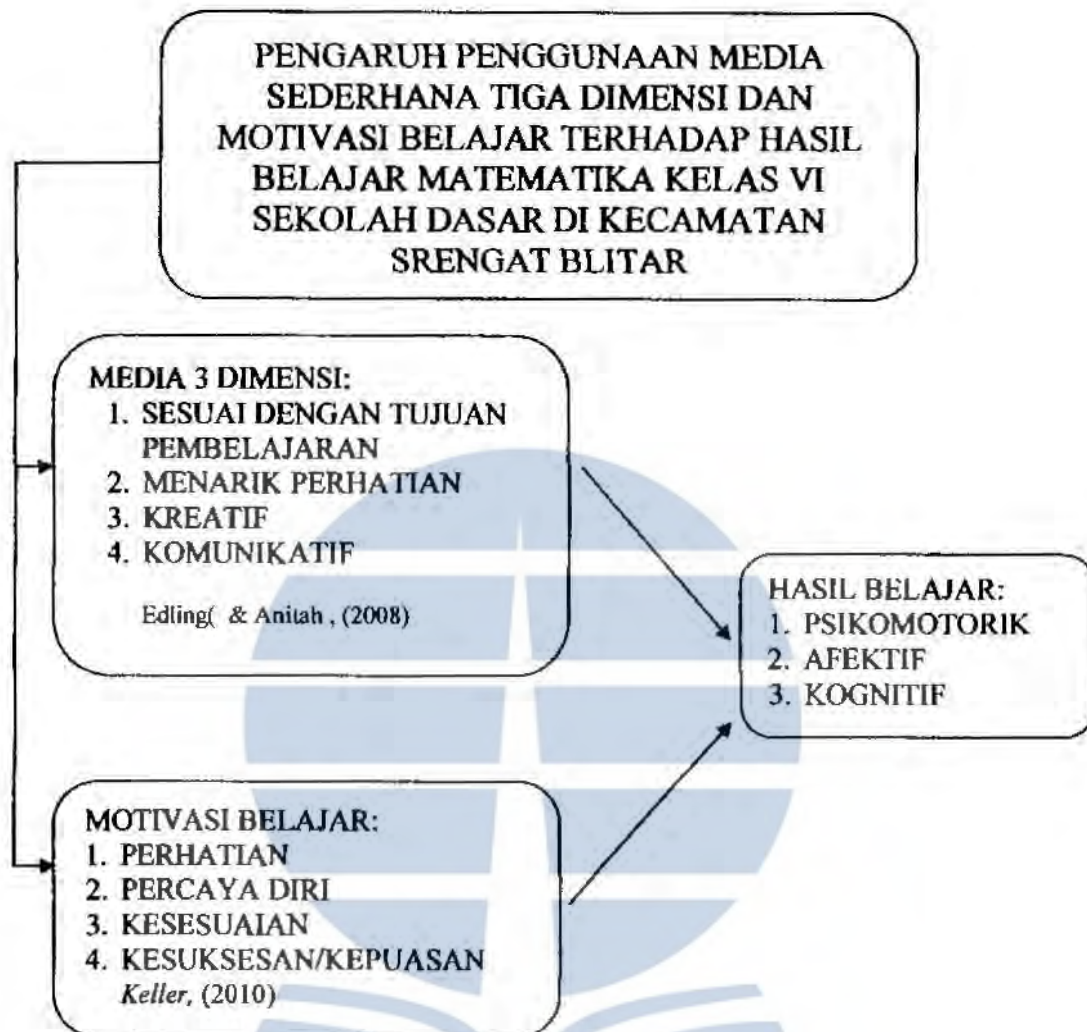 PENGARUH PENGGUNAAN MEDIA
SEDERHANA TIGA DIMENSI DAN
MOTIVASI BELAJAR TERHADAP HASIL
BELAJAR MATEMATIKA KELAS VI
SEKOLAH DASAR DI KECAMATAN
SRENGAT BLITAR
MEDIA 3 DIMENSI:
1. SESUAI DENGAN TUJUAN
PEMBELAJARAN
2. MENARIK PERHATIAN
3. KREATIF
4. KOMUNIKATIF
Edling( & Anitah , (2008)
HASIL BELAJAR:
1. PSIKOMOTORIK
2. AFEKTIF
3. KOGNITIF
MOTIVASI BELAJAR:
1. PERHATIAN
2. PERCAYA DIRI
3. KESESUAIAN
4. KESUKSESAN/KEPUASAN
Keller, (2010)